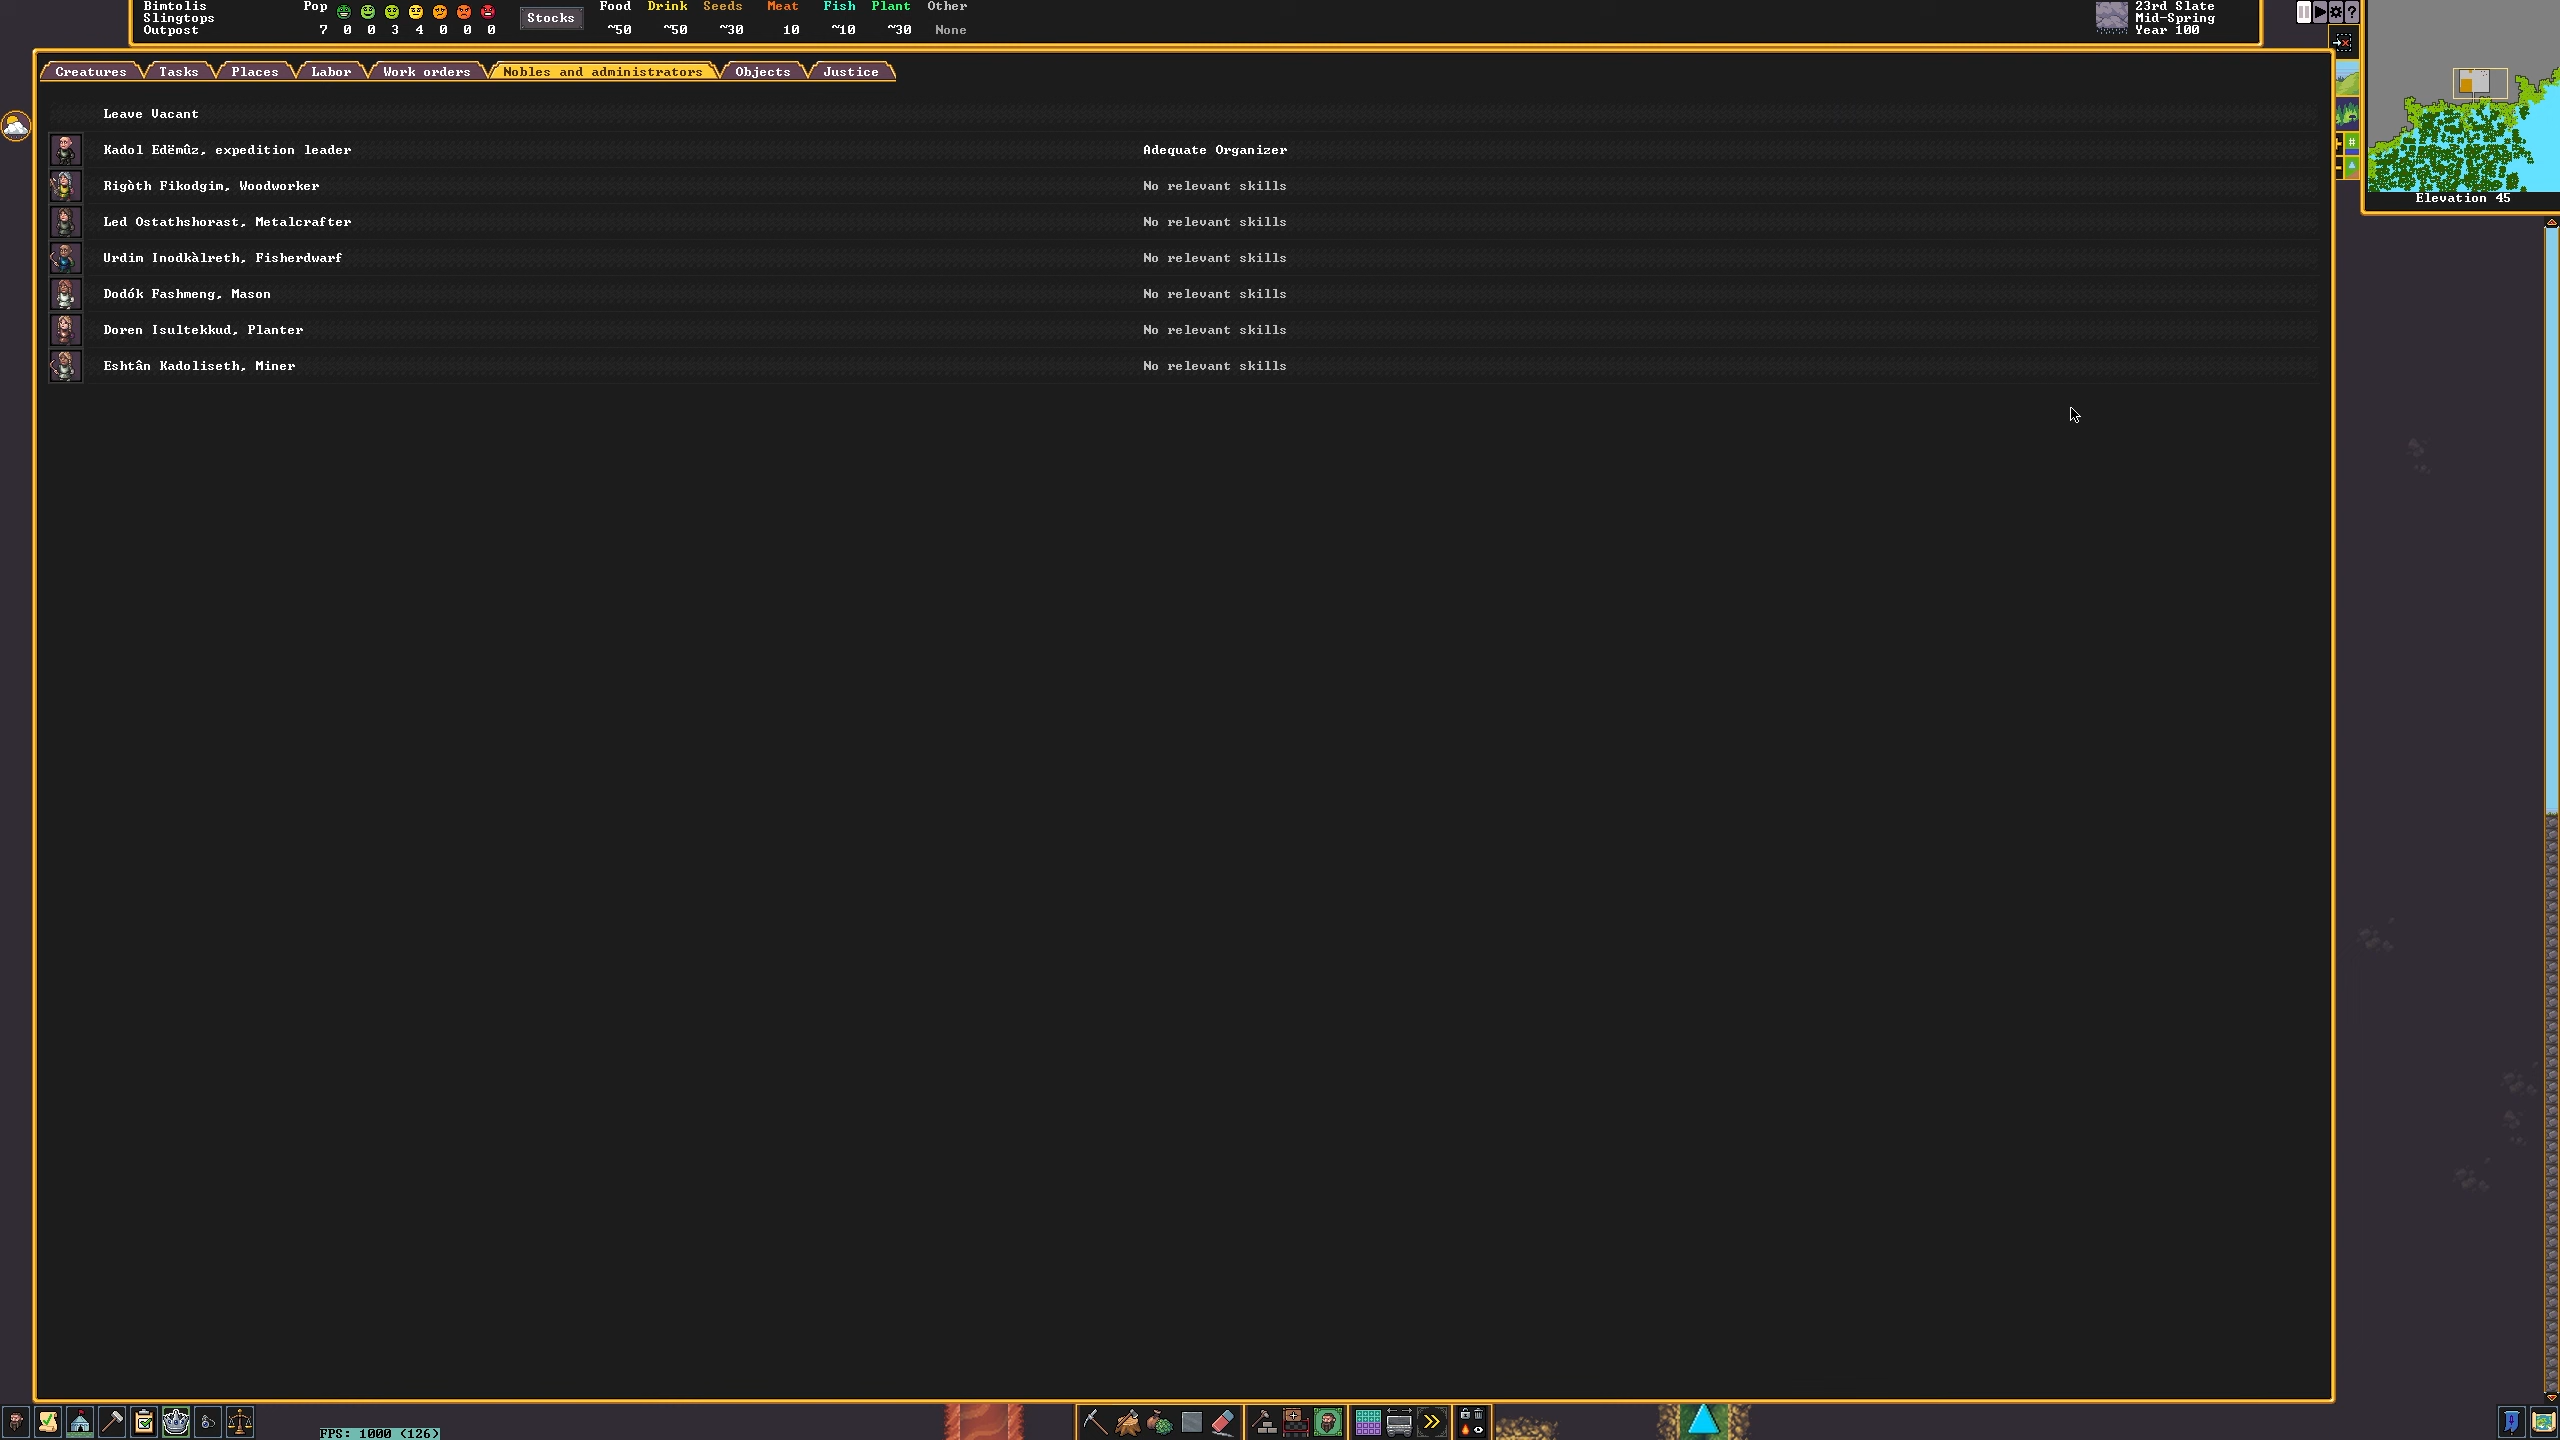 Bimtolis
Slingtops
Outpost
Pop
7 0 0 3 4 0 0 0
Stocks
Food Drink Seeds Meat Fish Plant Other
~50 ~50 ~30 10 ~10 ~30 None
23rd Slate
Mid-Spring
Year 100
Creatures Tasks Places Labor Work orders Nobles and administrators Objects Justice
Leave Vacant
Kadol Edëmûz, expedition leader Adequate Organizer
Rigòth Fikodgim, Woodworker No relevant skills
Led Ostathshorast, Metalcrafter No relevant skills
Urdim Inodkàlreth, Fisherdwarf No relevant skills
Dodók Fashmeng, Mason No relevant skills
Doren Isultekkud, Planter No relevant skills
Eshtân Kadoliseth, Miner No relevant skills
Elevation 45
FPS: 1000 (126)